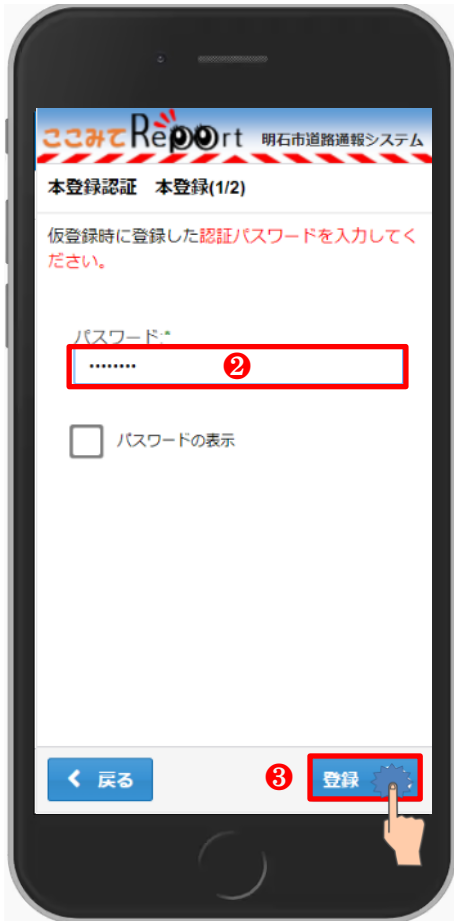 ここみてRepört 明石市道路通報システム
本登録認証 本登録(1/2)
仮登録時に登録した認証パスワードを入力してく
ださい。
パスワード:*
········
❷
パスワードの表示
戻る
❸
登録